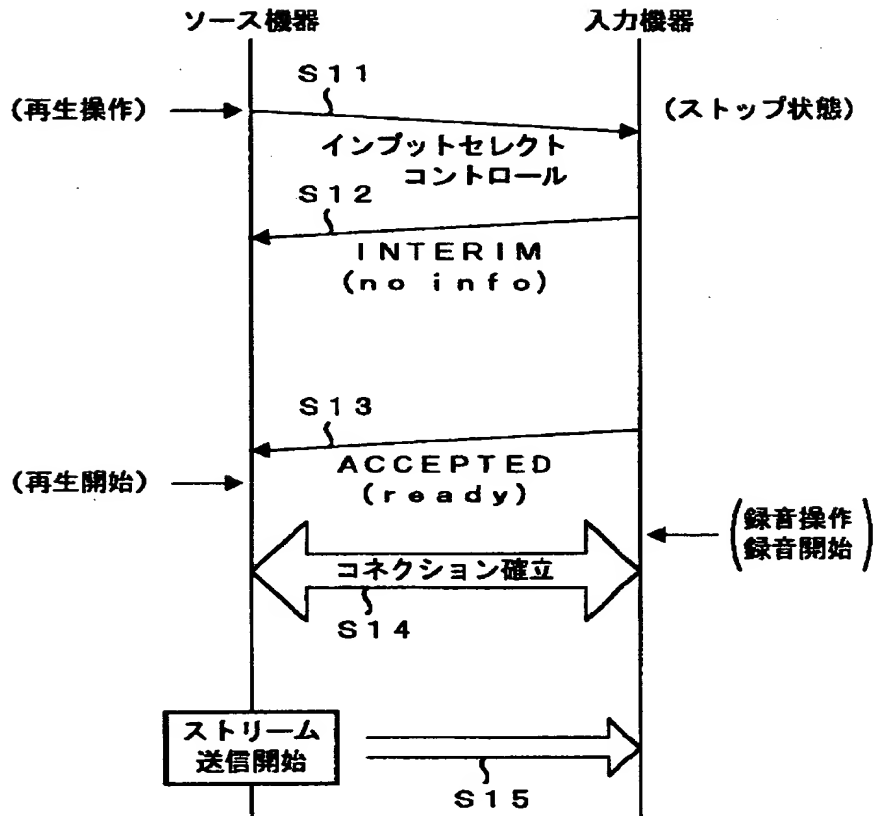 ソース機器
入力機器
S11
(再生操作)
(ストップ状態)
インプットセレクト
コントロール
S12
INTERIM
(no info)
S13
ACCEPTED
(ready)
(再生開始)
(録音操作
録音開始)
コネクション確立
S14
ストリーム
送信開始
S15